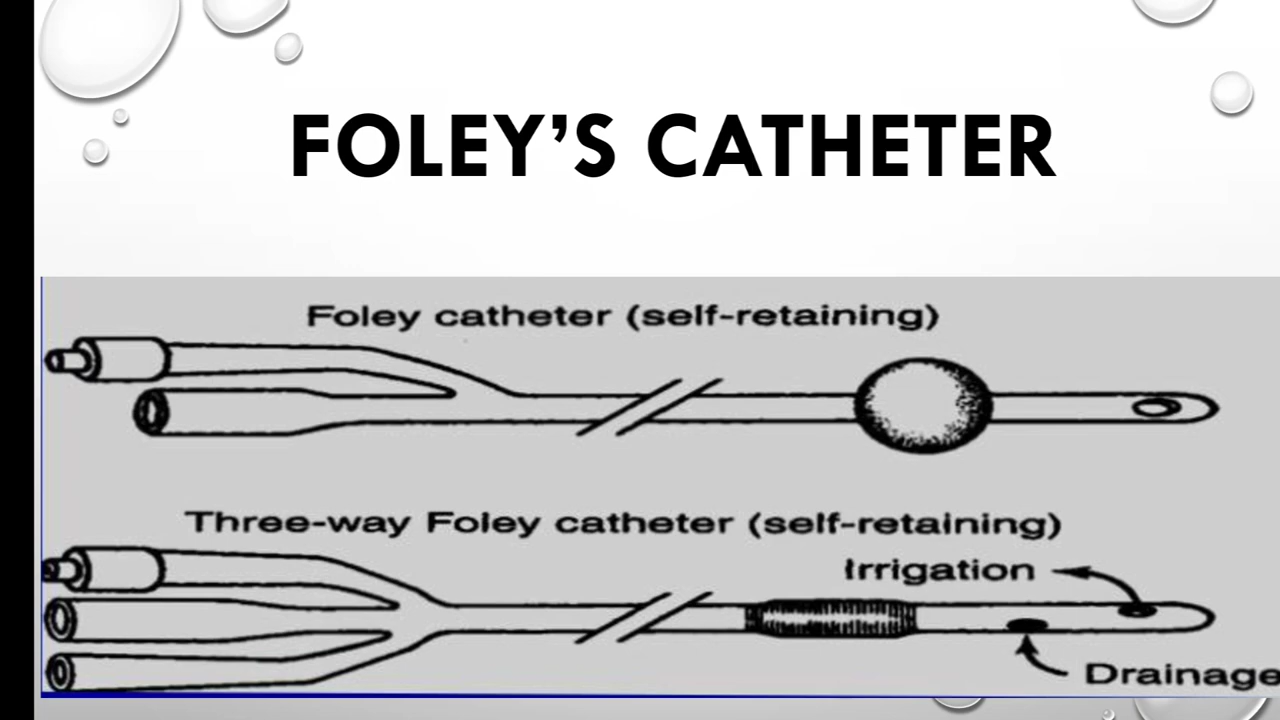 FOLEY’S CATHETER
Foley catheter (self-retaining)
Three-way Foley catheter (self-retaining)
Irrigation
Drainage